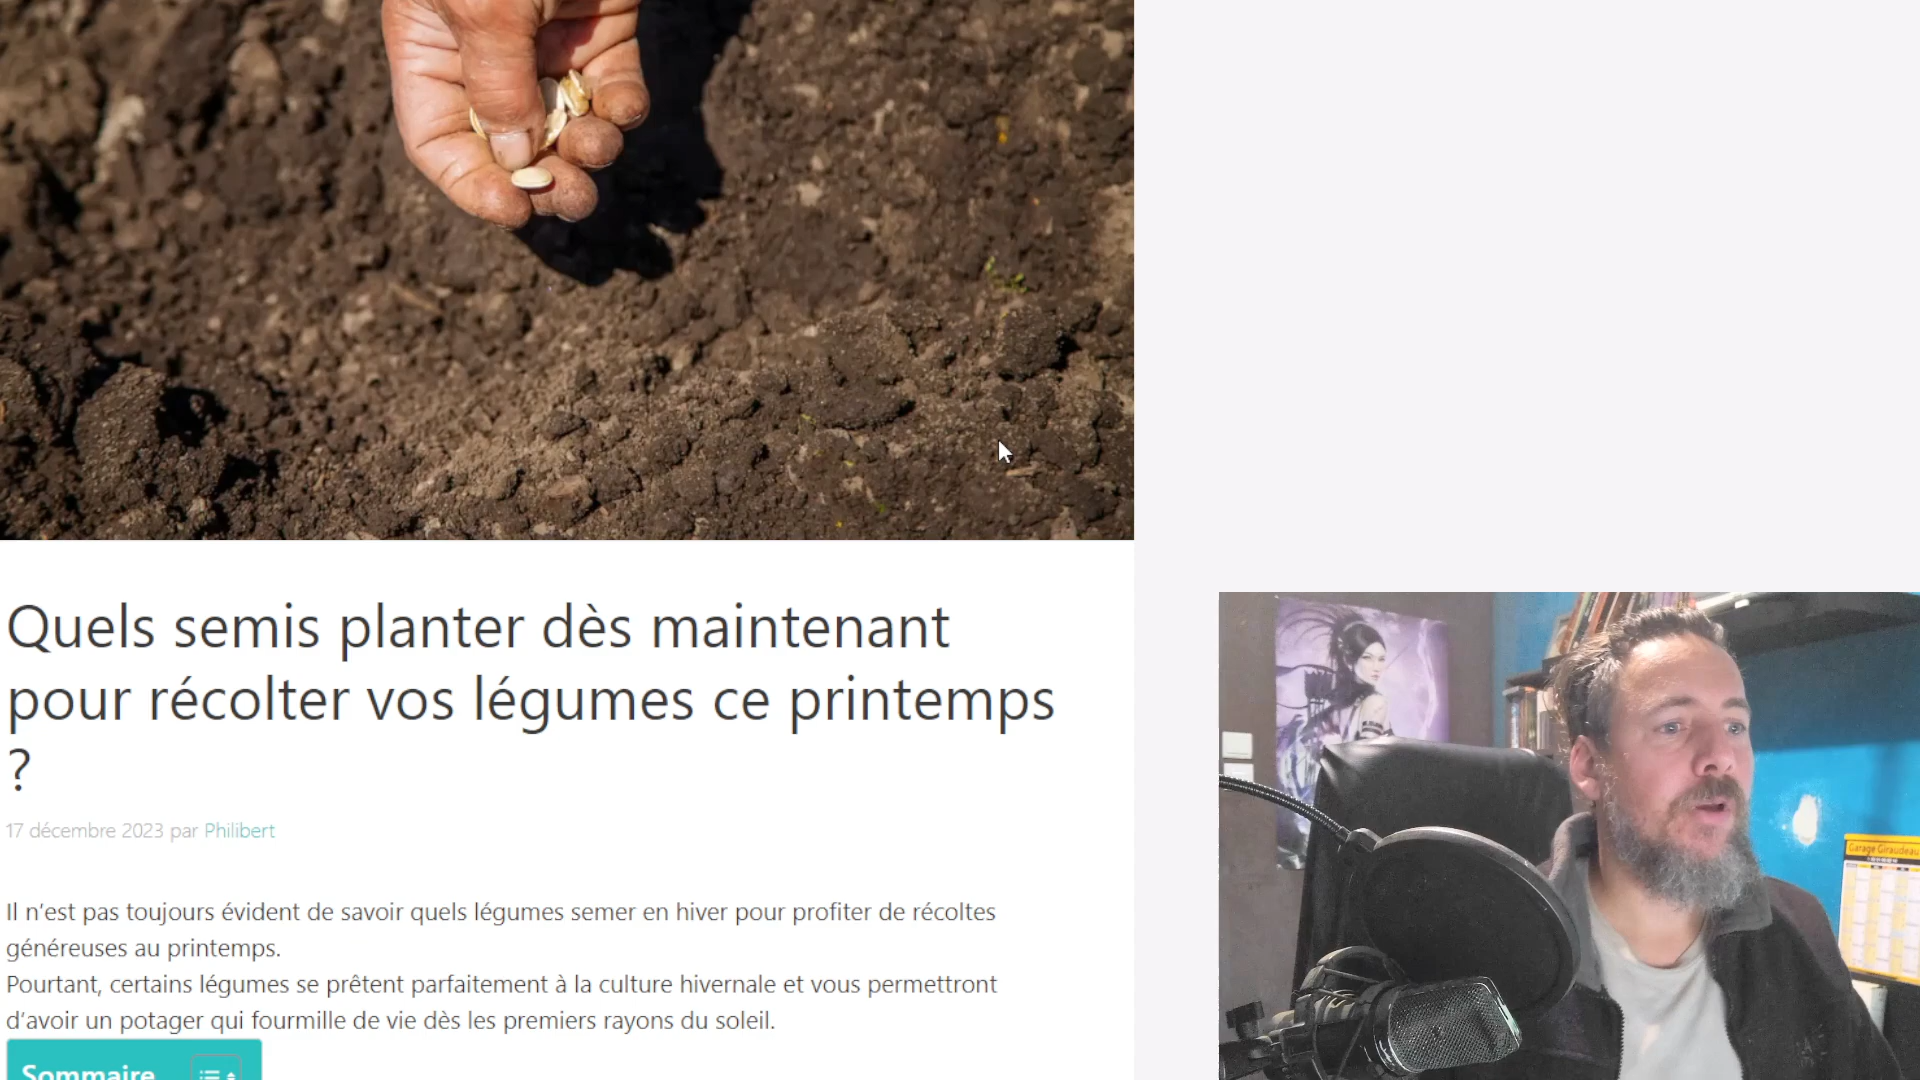 Quels semis planter dès maintenant
pour récolter vos légumes ce printemps
?
17 décembre 2023 par Philibert
Il n’est pas toujours évident de savoir quels légumes semer en hiver pour profiter de récoltes
généreuses au printemps.
Pourtant, certains légumes se prêtent parfaitement à la culture hivernale et vous permettront
d’avoir un potager qui fourmille de vie dès les premiers rayons du soleil.
Sommaire
Garage Giraudeau